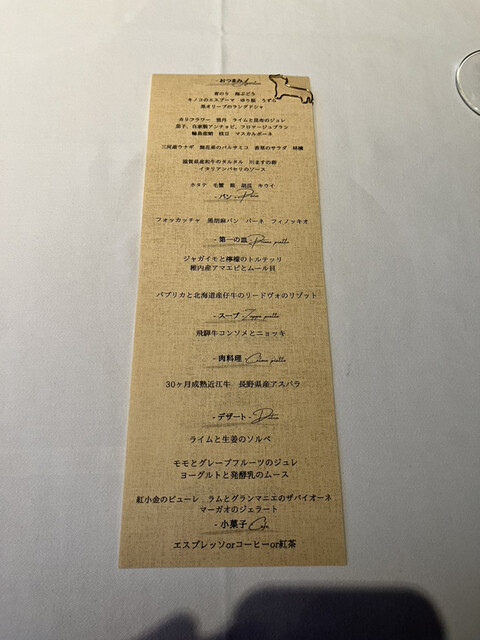 - おつまみ
青のり 海ぶどう
キノコのエスプーマ ゆり根 うずら
黒オリーブのラングドシャ
カリフラワー 雲丹 ライムと昆布のジュレ
茄子、自家製アンチョビ、フロマージュブラン
輪島産蛸 枝豆 マスカルポーネ
三河産ウナギ 無花果のバルサミコ 香草のサラダ 林檎
滋賀県産和牛のタルタル 川ますの卵
イタリアンパセリのソース
ホタテ 毛蟹 桃 胡瓜 キウイ
- パン - Pane
フォッカッチャ 黒胡麻パン パーネ フィノッキオ
- 第一の皿 - Primo piatto
ジャガイモと檸檬のトルテッリ
稚内産アマエビとムール貝
パプリカと北海道産仔牛のリードヴォのリゾット
- スープ - Zuppa piatto
飛騨牛コンソメとニョッキ
- 肉料理 - piatto
30ヶ月成熟近江牛 長野県産アスパラ
- デザート -
ライムと生姜のソルベ
モモとグレープフルーツのジュレ
ヨーグルトと発酵乳のムース
紅小金のピューレ ラムとグランマニエのザバイオーネ
マーガオのジェラート
- 小菓子
エスプレッソorコーヒーor紅茶